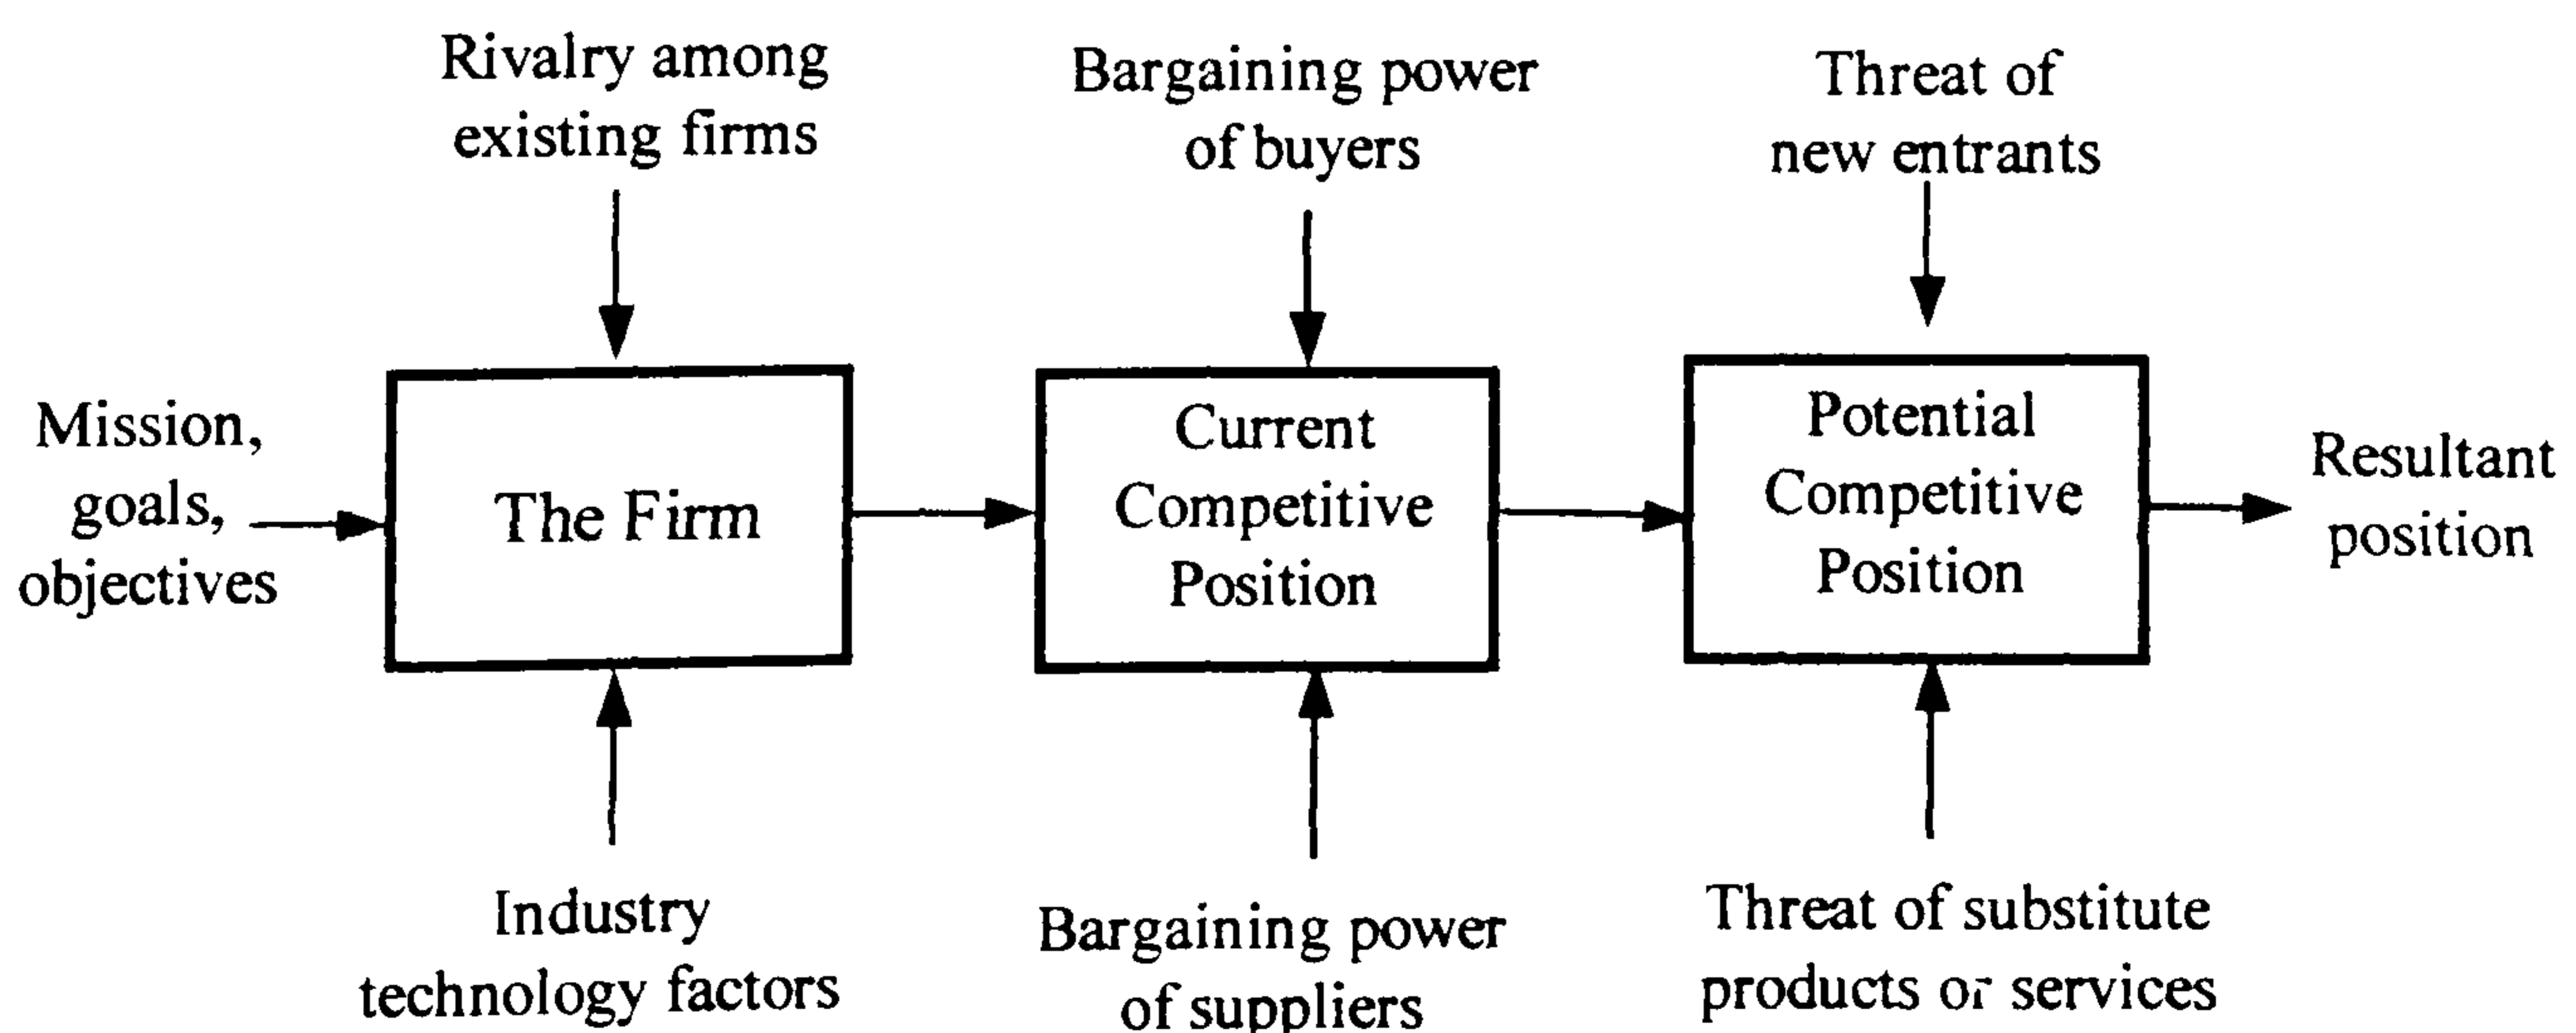 Rivalry among
existing firms
Bargaining power
of buyers
Threat of
new entrants
Mission,
goals,
objectives
The Firm
Current
Competitive
Position
Potential
Competitive
Position
Resultant
position
Industry
technology factors
Bargaining power
of suppliers
Threat of substitute
products or services